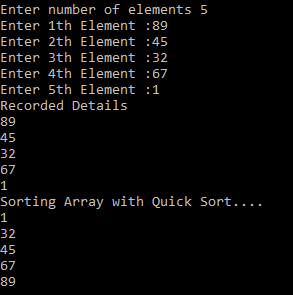 Enter number of elements 5
Enter 1th Element :89
Enter 2th Element :45
Enter 3th Element :32
Enter 4th Element :67
Enter 5th Element :1
Recorded Details
89
45
32
67
1
Sorting Array with Quick Sort....
1
32
45
67
89